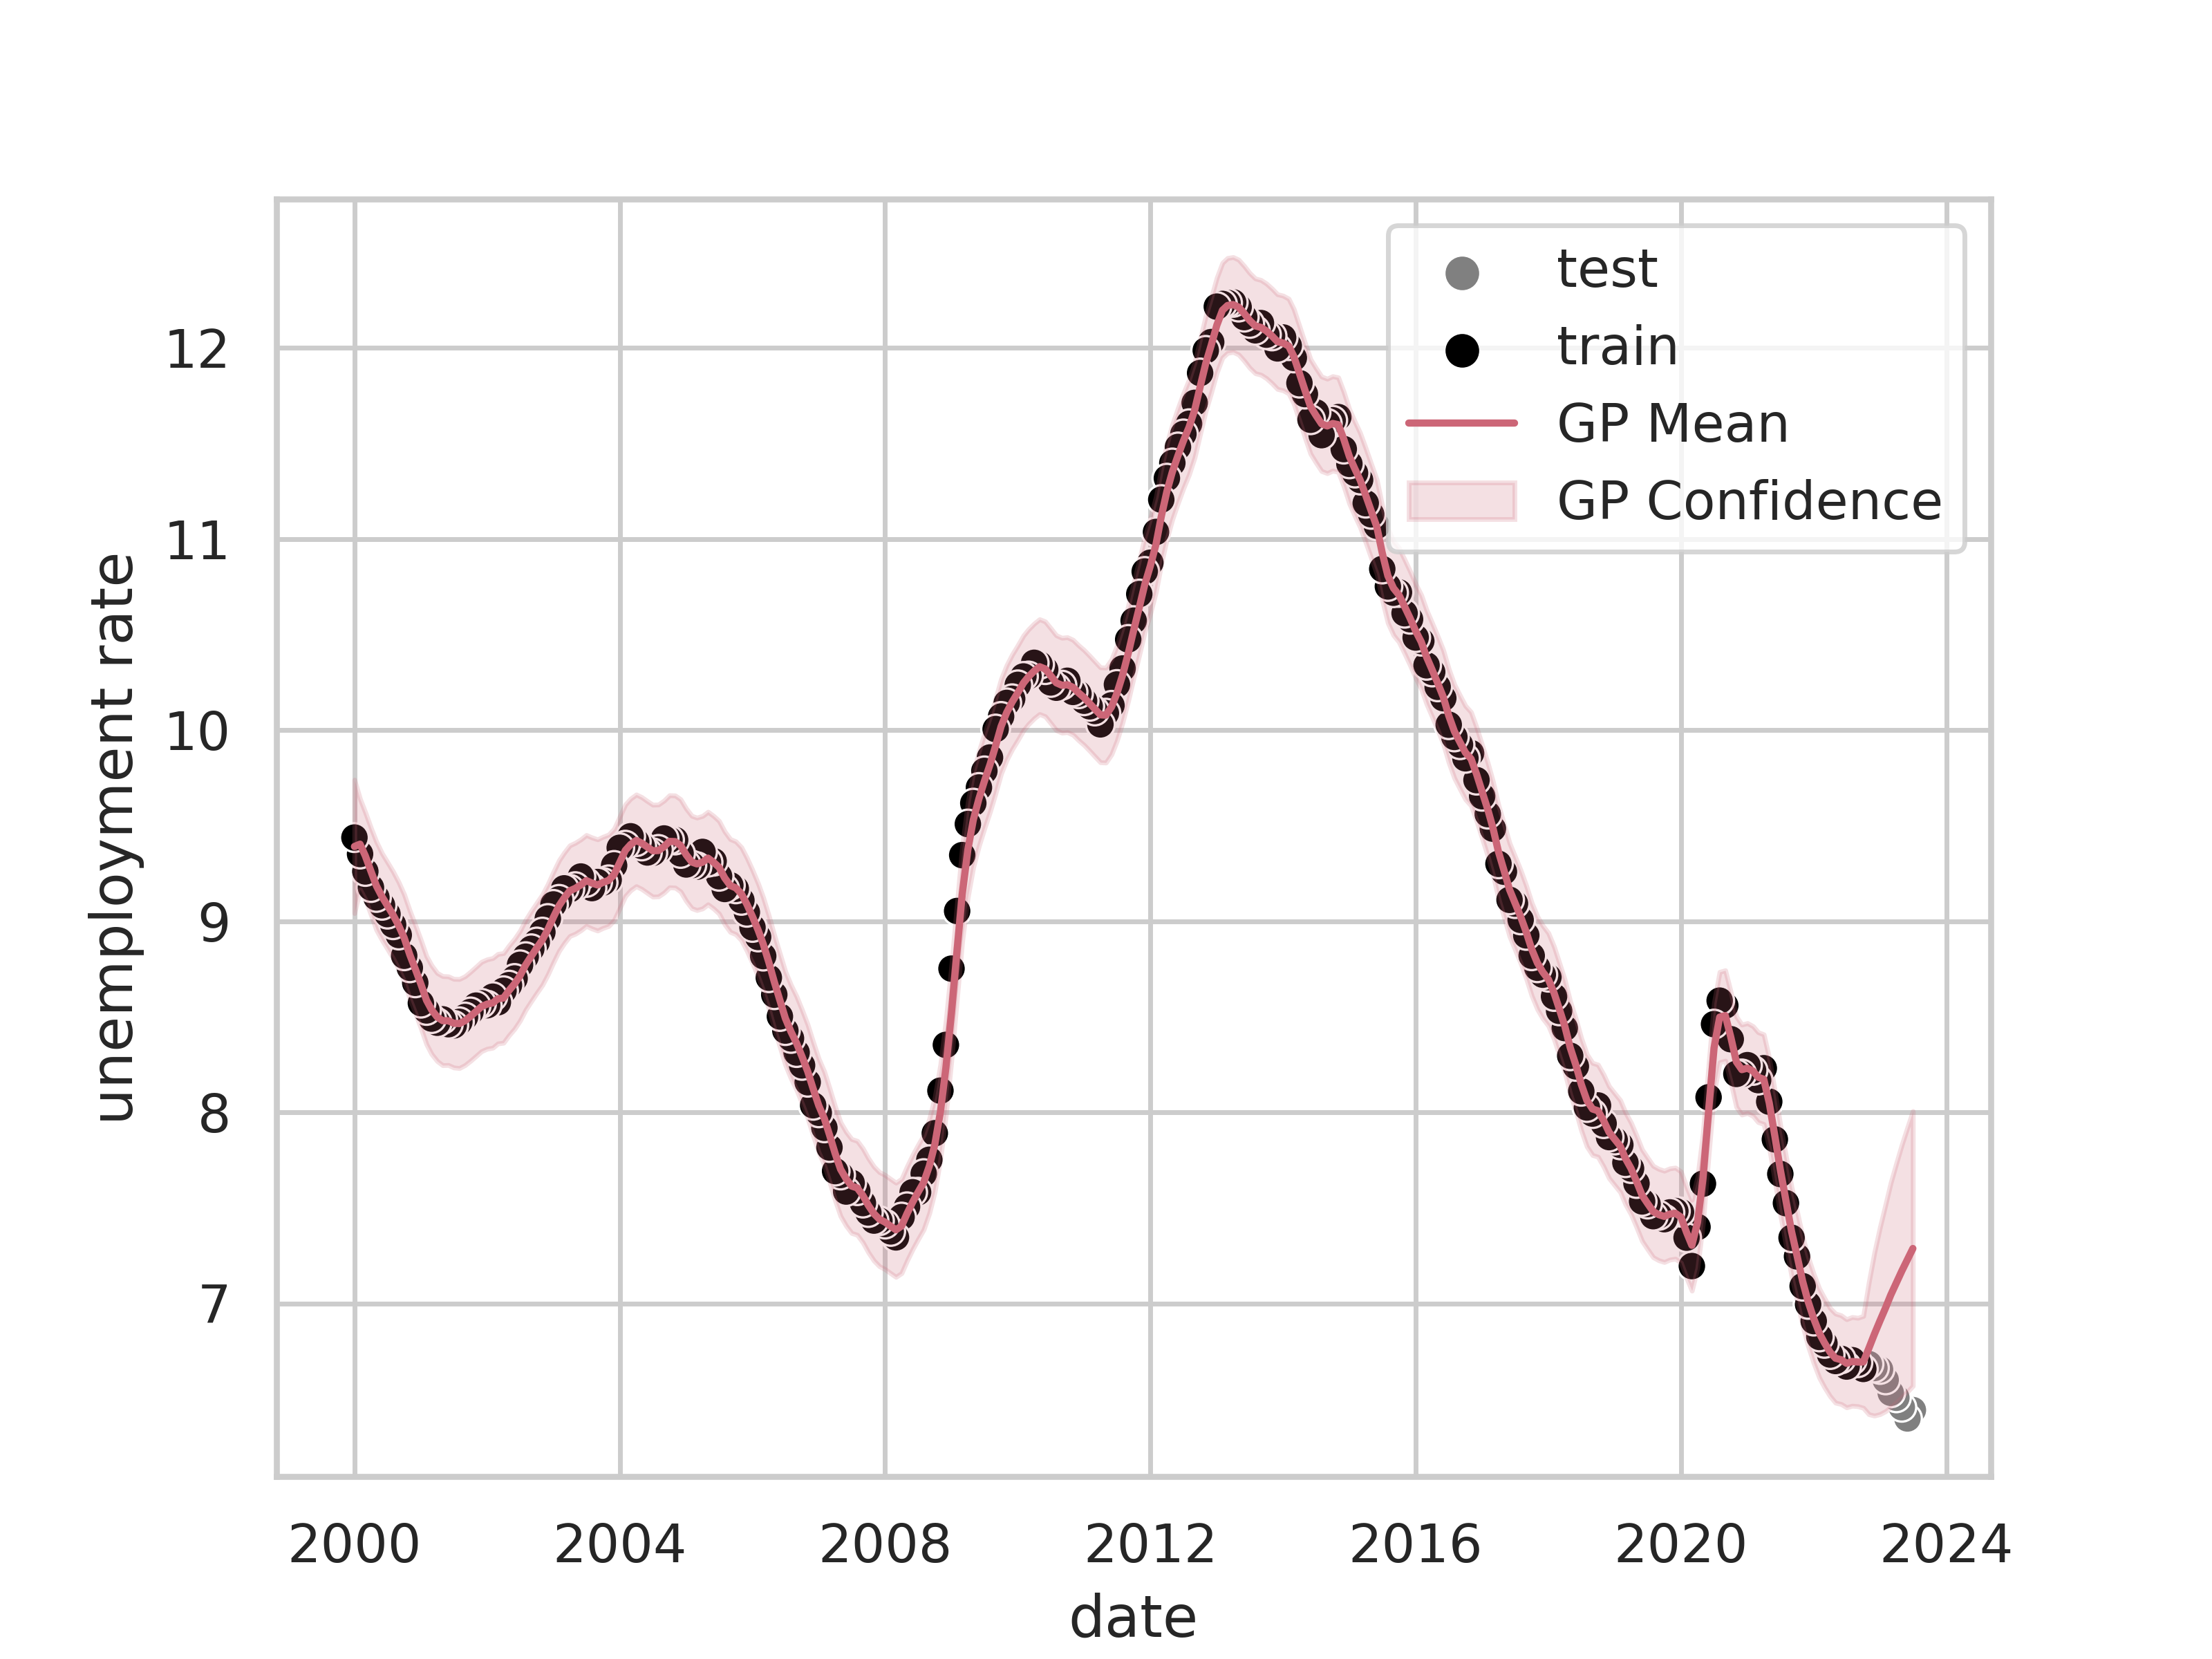 test
train
GP Mean
GP Confidence
12
11
10
9
8
7
unemployment rate
2000 2004 2008 2012 2016 2020 2024
date